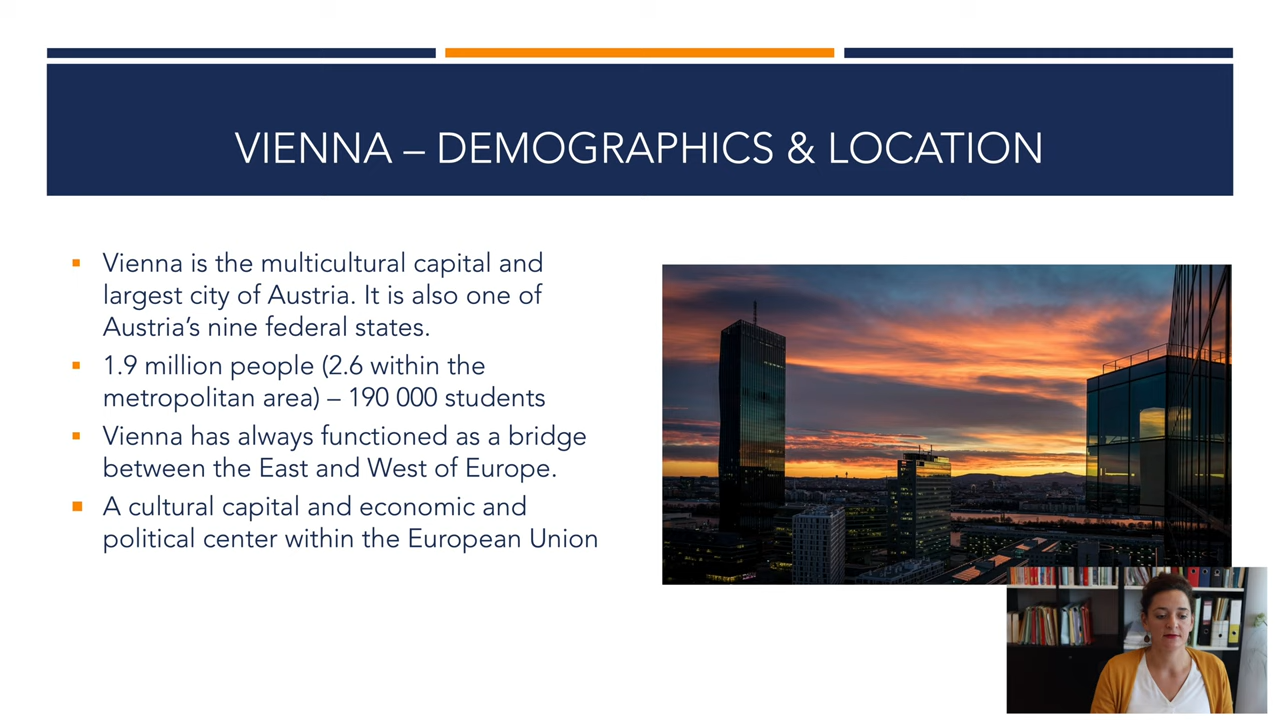 VIENNA – DEMOGRAPHICS & LOCATION
Vienna is the multicultural capital and
largest city of Austria. It is also one of
Austria's nine federal states.
1.9 million people (2.6 within the
metropolitan area) – 190 000 students
Vienna has always functioned as a bridge
between the East and West of Europe.
A cultural capital and economic and
political center within the European Union